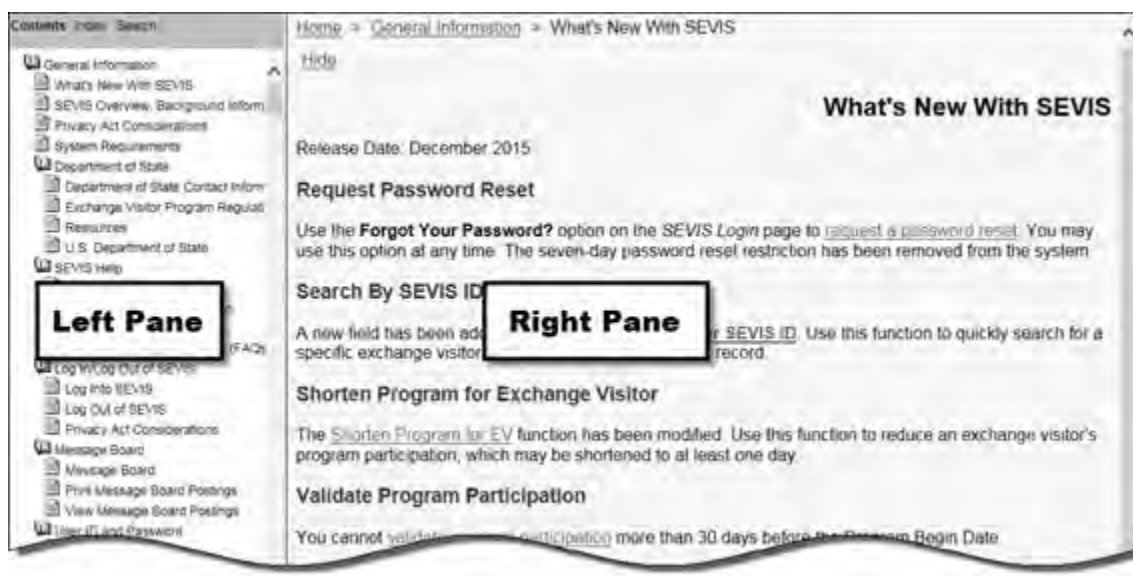 Contents Index Search
General Information
What's New With SEVIS
SEVIS Overview, Background Inform
Privacy Act Considerations
System Requirements
Department of State
Department of State Contact Inform
Exchange Visitor Program Regulati
Resources
U.S. Department of State
SEVIS Help
Left Pane
(FAQs
Log In/Log Out of SEVIS
Log Into SEVIS
Log Out of SEVIS
Privacy Act Considerations
Message Board
Message Board
Print Message Board Postings
View Message Board Postings
User ID and Password
Home > General Information > What's New With SEVIS
Hide
What's New With SEVIS
Release Date: December 2015
Request Password Reset
Use the Forgot Your Password? option on the SEVIS Login page to request a password reset. You may
use this option at any time. The seven-day password reset restriction has been removed from the system.
Search By SEVIS ID
Right Pane
A new field has been add r SEVIS ID. Use this function to quickly search for a
specific exchange visitor record.
Shorten Program for Exchange Visitor
The Shorten Program for EV function has been modified. Use this function to reduce an exchange visitor's
program participation, which may be shortened to at least one day.
Validate Program Participation
You cannot validate participation more than 30 days before the Program Begin Date